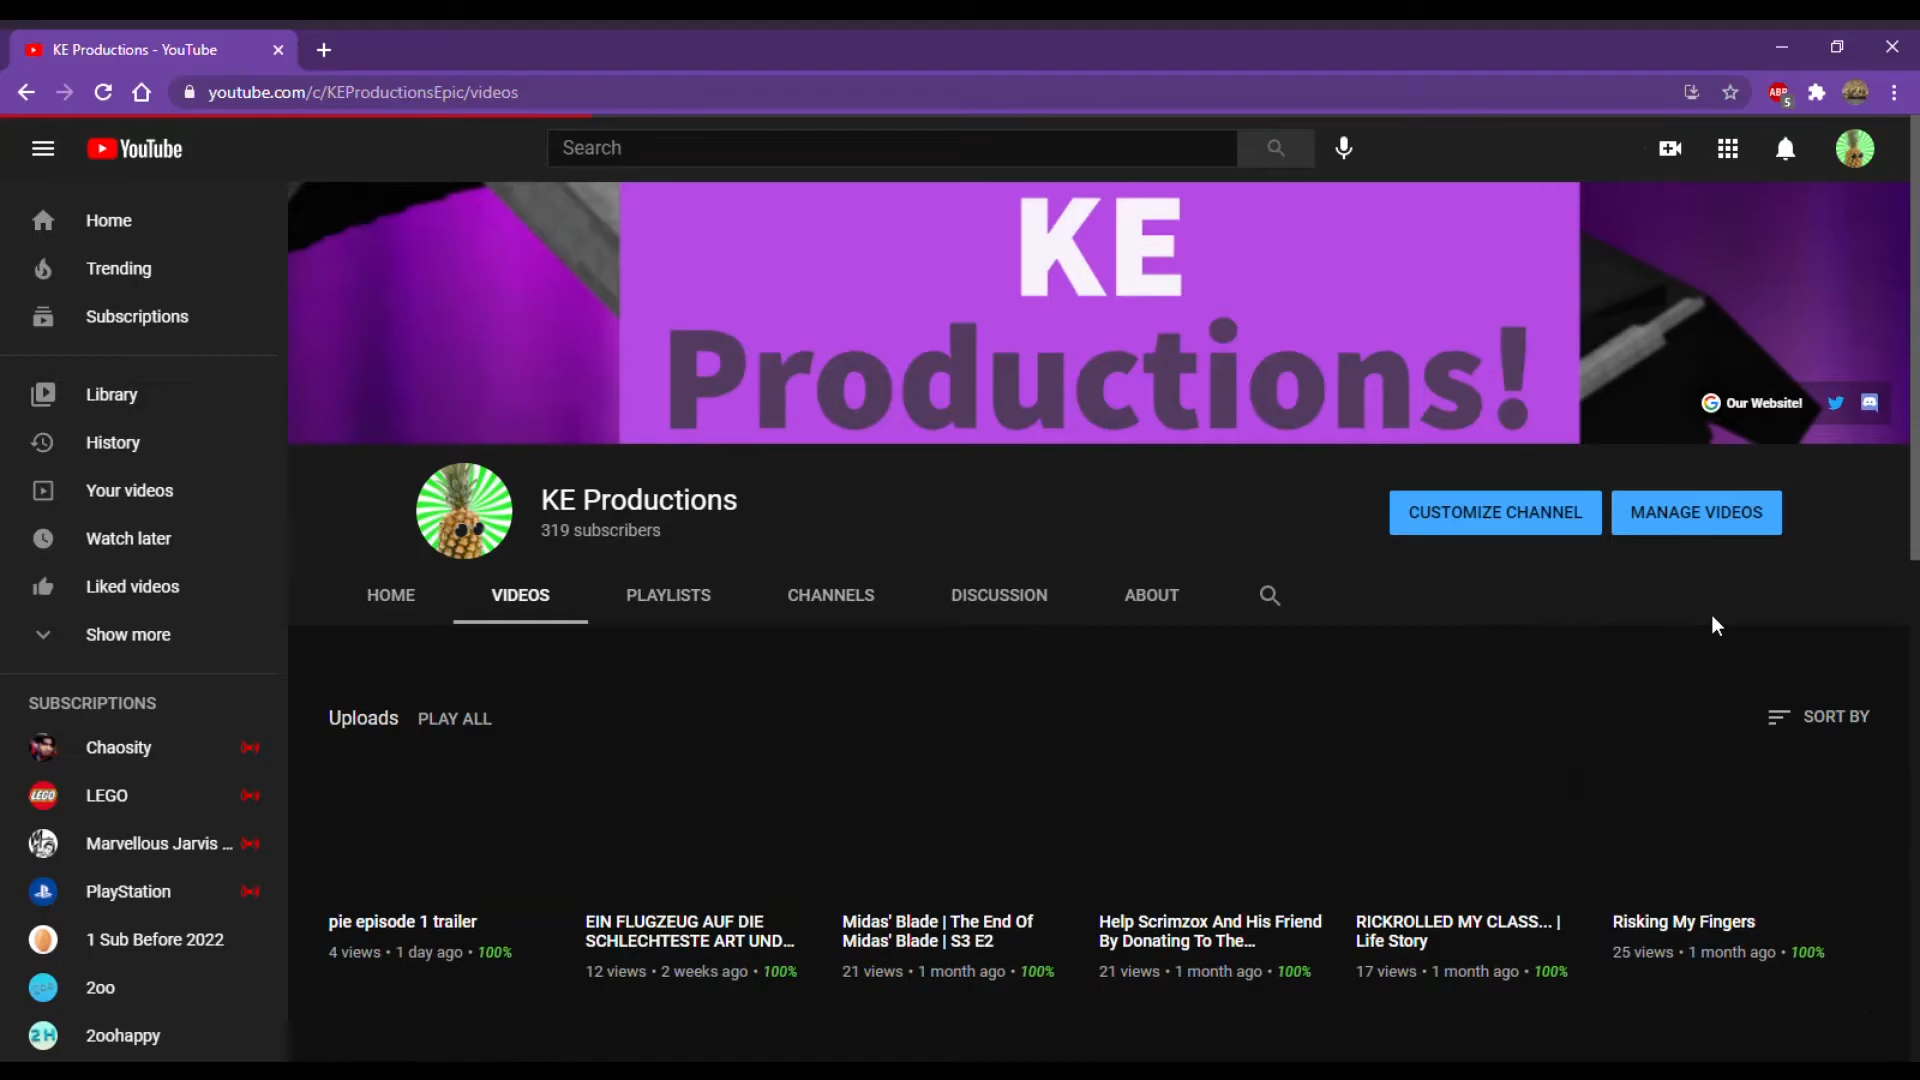 KE Productions - YouTube
youtube.com/c/KEProductionsEpic/videos
ABP
5
YouTube
Search
Home
Trending
Subscriptions
Library
History
Your videos
Watch later
Liked videos
Show more
SUBSCRIPTIONS
Chaosity
LEGO
LEGO
Marvellous Jarvis ...
PlayStation
1 Sub Before 2022
2oo
2H
2oohappy
KE
Productions!
Our Website!
KE Productions
319 subscribers
CUSTOMIZE CHANNEL
MANAGE VIDEOS
HOME
VIDEOS
PLAYLISTS
CHANNELS
DISCUSSION
ABOUT
Uploads
PLAY ALL
SORT BY
pie episode 1 trailer
4 views • 1 day ago • 100%
EIN FLUGZEUG AUF DIE
SCHLECHTESTE ART UND...
12 views • 2 weeks ago • 100%
Midas' Blade | The End Of
Midas' Blade | S3 E2
21 views • 1 month ago • 100%
Help Scrimzox And His Friend
By Donating To The...
21 views • 1 month ago • 100%
RICKROLLED MY CLASS... |
Life Story
17 views • 1 month ago • 100%
Risking My Fingers
25 views • 1 month ago • 100%